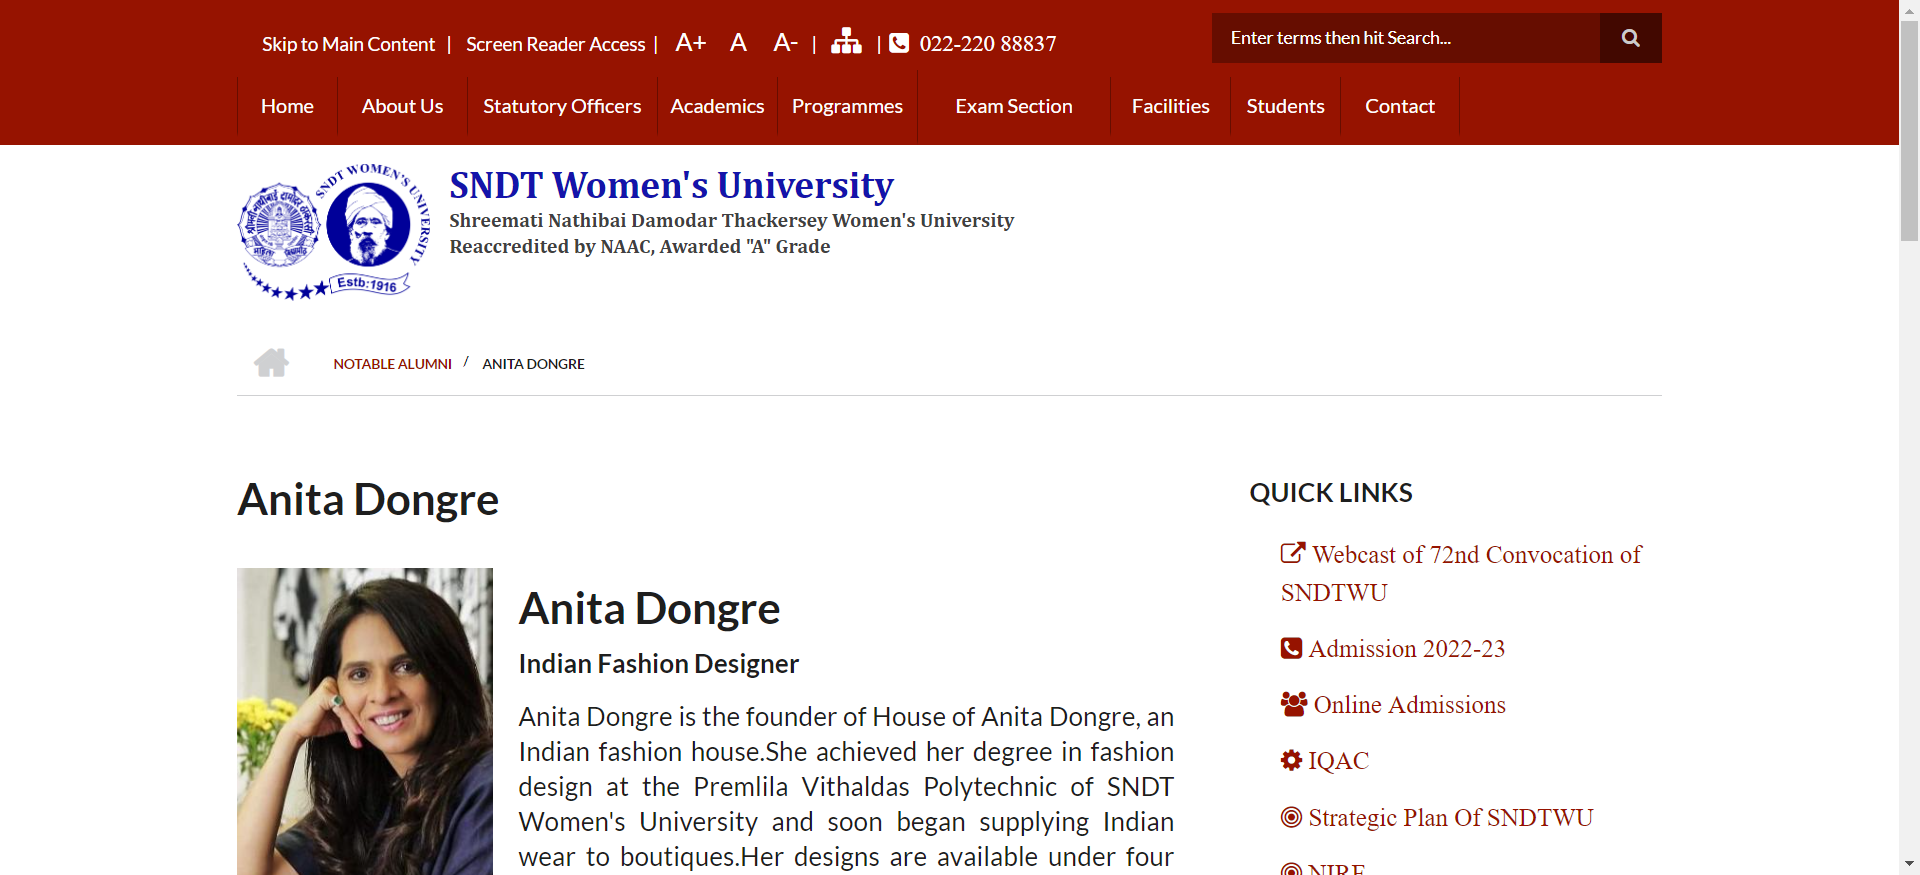 Skip to Main Content | Screen Reader Access | A+ A A- | | 022-220 88837
Enter terms then hit Search...
Home About Us Statutory Officers Academics Programmes Exam Section Facilities Students Contact
SNDT WOMEN'S UNIVERSITY
Estb:1916
SNDT Women's University
Shreemati Nathibai Damodar Thackersey Women's University
Reaccredited by NAAC, Awarded "A" Grade
NOTABLE ALUMNI / ANITA DONGRE
Anita Dongre
Anita Dongre
Indian Fashion Designer
Anita Dongre is the founder of House of Anita Dongre, an
Indian fashion house.She achieved her degree in fashion
design at the Premlila Vithaldas Polytechnic of SNDT
Women's University and soon began supplying Indian
wear to boutiques.Her designs are available under four
QUICK LINKS
Webcast of 72nd Convocation of
SNDTWU
Admission 2022-23
Online Admissions
IQAC
Strategic Plan Of SNDTWU
NIRF